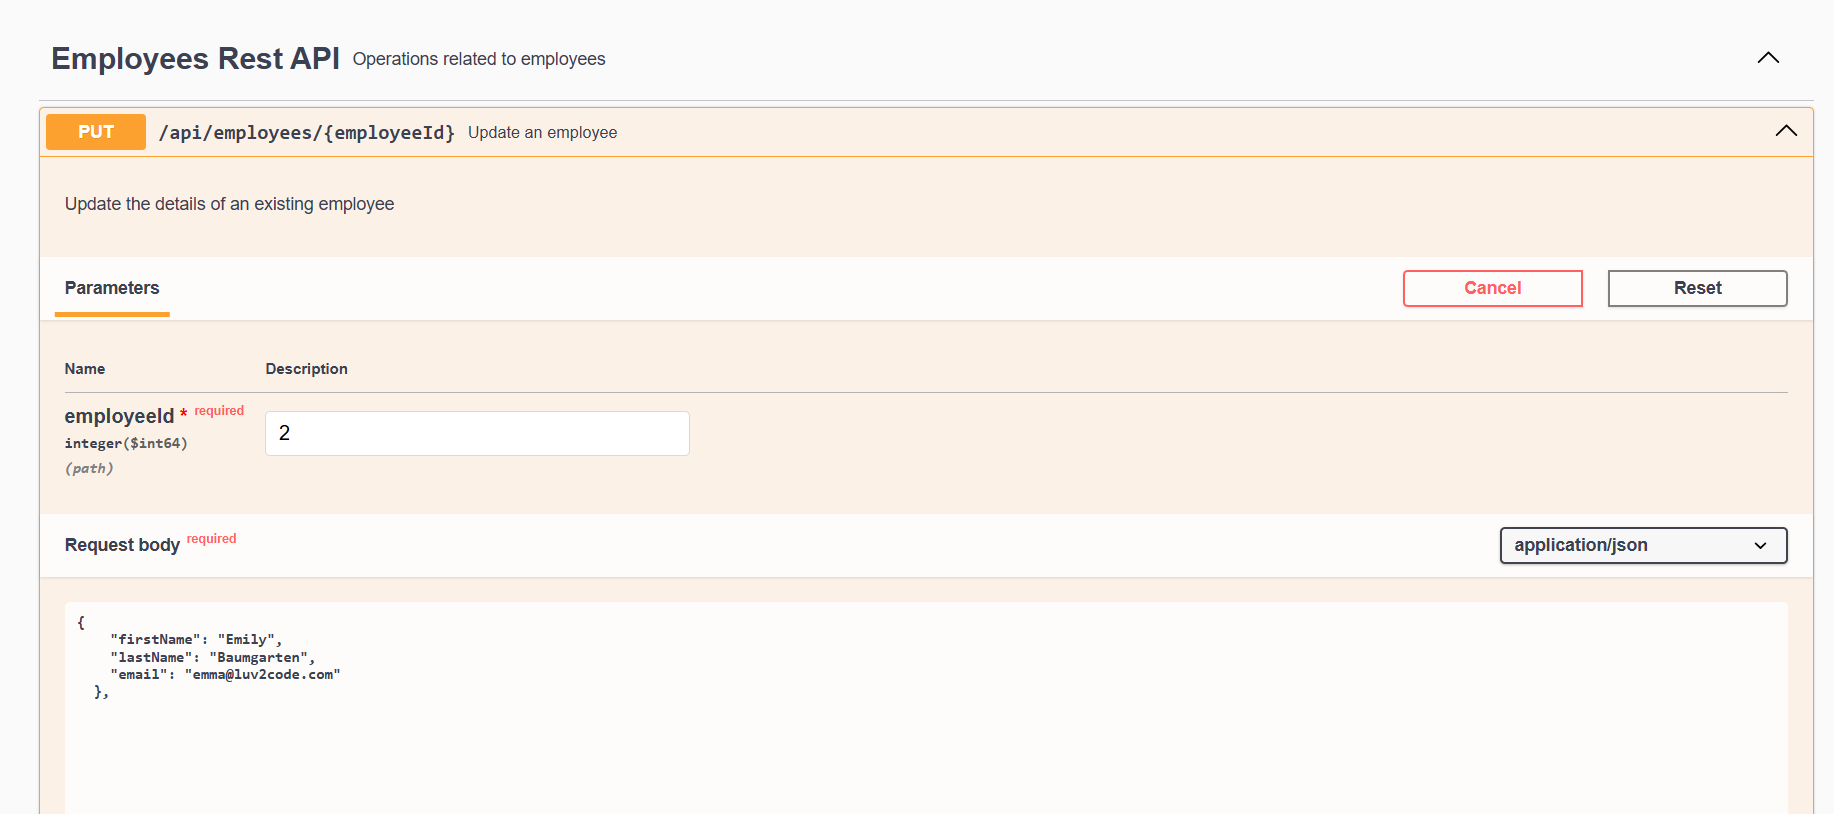 Employees Rest API Operations related to employees
PUT /api/employees/{employeeId} Update an employee
Update the details of an existing employee
Parameters Cancel Reset
Name Description
employeeId * required
integer($int64)
(path)
2
Request body required application/json
{
    "firstName": "Emily",
    "lastName": "Baumgarten",
    "email": "emma@luv2code.com"
  },